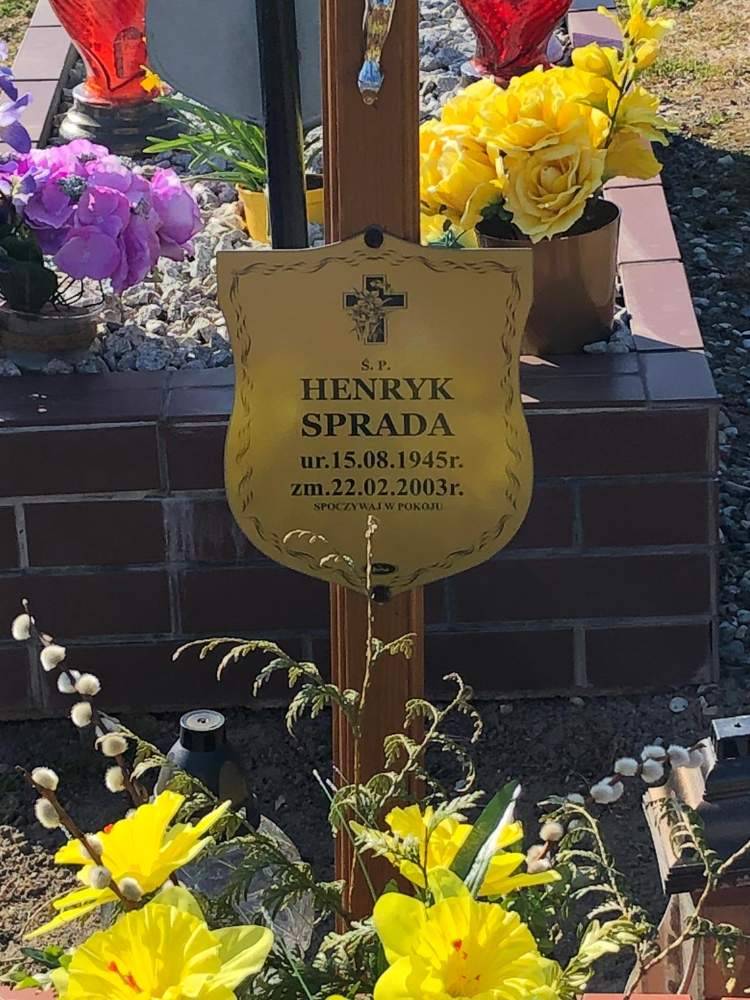 Ś. P.
HENRYK
SPRADA
ur.15.08.1945r.
zm.22.02.2003r.
SPOCZYWAJ W POKOJU